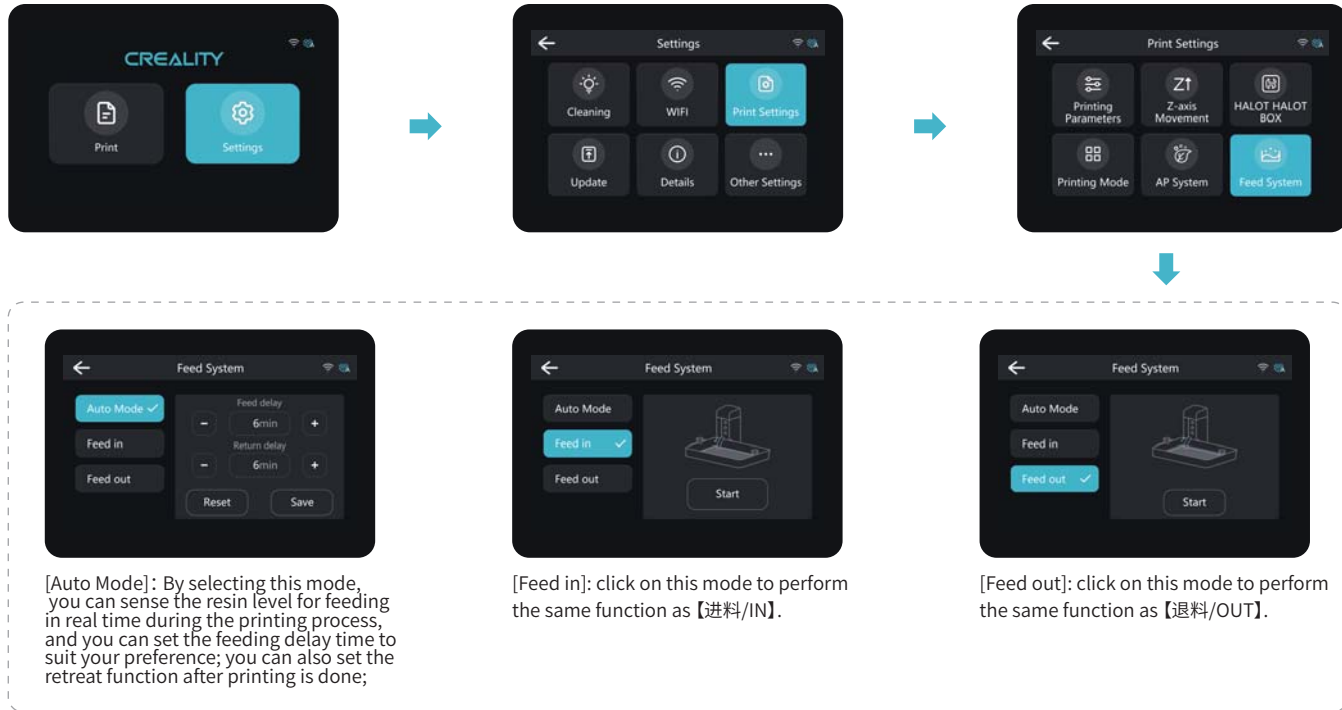 CREALITY
Print
Settings
Settings
Cleaning
WIFI
Print Settings
Update
Details
Other Settings
Print Settings
Printing
Parameters
Z↑
Z-axis
Movement
HALOT HALOT
BOX
Printing Mode
AP System
Feed System
Feed System
Auto Mode
Feed in
Feed out
Feed delay
- 6min +
Return delay
- 6min +
Reset
Save
[Auto Mode]：By selecting this mode,
you can sense the resin level for feeding
in real time during the printing process,
and you can set the feeding delay time to
suit your preference; you can also set the
retreat function after printing is done;
Feed System
Auto Mode
Feed in
Feed out
Start
[Feed in]: click on this mode to perform
the same function as【进料/IN】.
Feed System
Auto Mode
Feed in
Feed out
Start
[Feed out]: click on this mode to perform
the same function as【退料/OUT】.